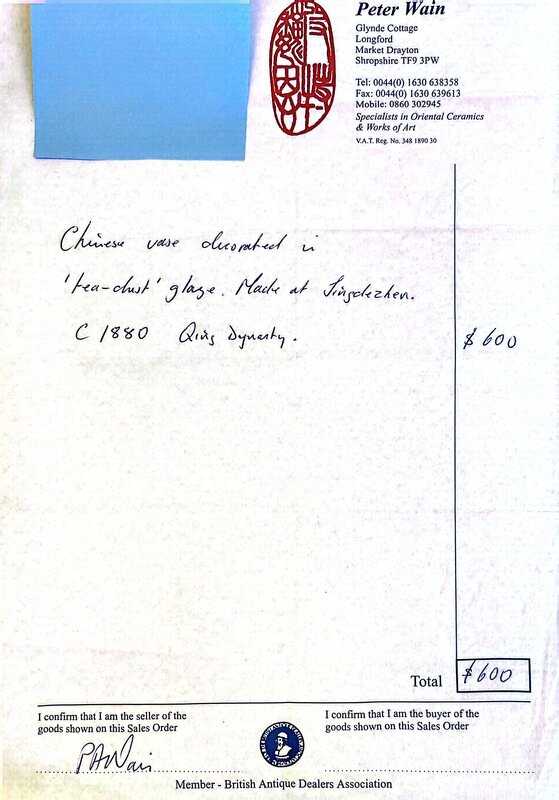 Peter Wain
Glynde Cottage
Longford
Market Drayton
Shropshire TF9 3PW
Tel: 0044(0) 1630 638358
Fax: 0044(0) 1630 639613
Mobile: 0860 302945
Specialists in Oriental Ceramics
& Works of Art
V.A.T. Reg. No. 348 1890 30
Chinese vase decorated in
'tea-dust' glaze. Made at Jingdezhen.
C 1880 Qing Dynasty.
$600
Total $600
I confirm that I am the seller of the
goods shown on this Sales Order
PAWain
I confirm that I am the buyer of the
goods shown on this Sales Order
Member - British Antique Dealers Association